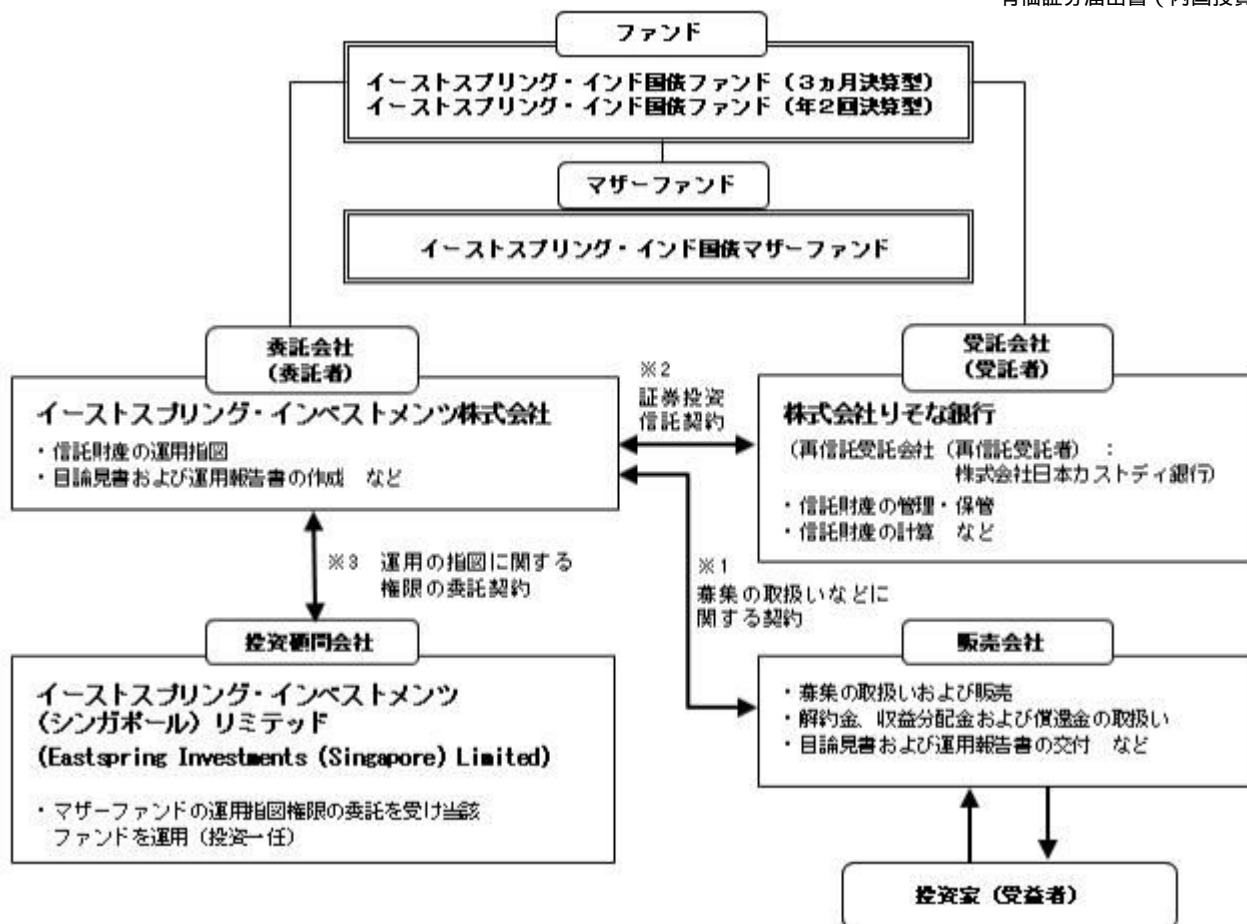 ファンド
イーストスプリング・インド国債ファンド（3ヵ月決算型）
イーストスプリング・インド国債ファンド（年2回決算型）
マザーファンド
イーストスプリング・インド国債マザーファンド
委託会社
（委託者）
イーストスプリング・インベストメンツ株式会社
・信託財産の運用指図
・目論見書および運用報告書の作成 など
※2
証券投資
信託契約
受託会社
（受託者）
株式会社りそな銀行
（再信託受託会社（再信託受託者）：
株式会社日本カストディ銀行）
・信託財産の管理・保管
・信託財産の計算 など
※3 運用の指図に関する
権限の委託契約
※1
募集の取扱いなどに
関する契約
投資顧問会社
イーストスプリング・インベストメンツ
（シンガポール）リミテッド
(Eastspring Investments (Singapore) Limited)
・マザーファンドの運用指図権限の委託を受け当該
ファンドを運用（投資一任）
販売会社
・募集の取扱いおよび販売
・解約金、収益分配金および償還金の取扱い
・目論見書および運用報告書の交付 など
投資家（受益者）